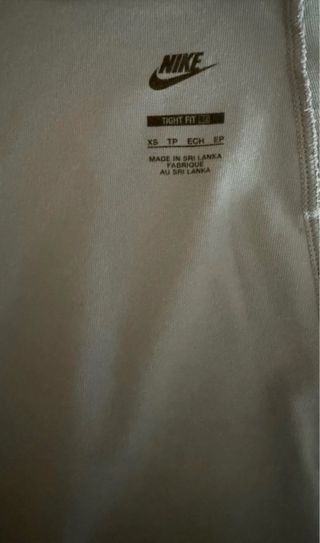 NIKE
TIGHT FIT
XS TP ECH EP
MADE IN SRI LANKA
FABRIQUE
AU SRI LANKA